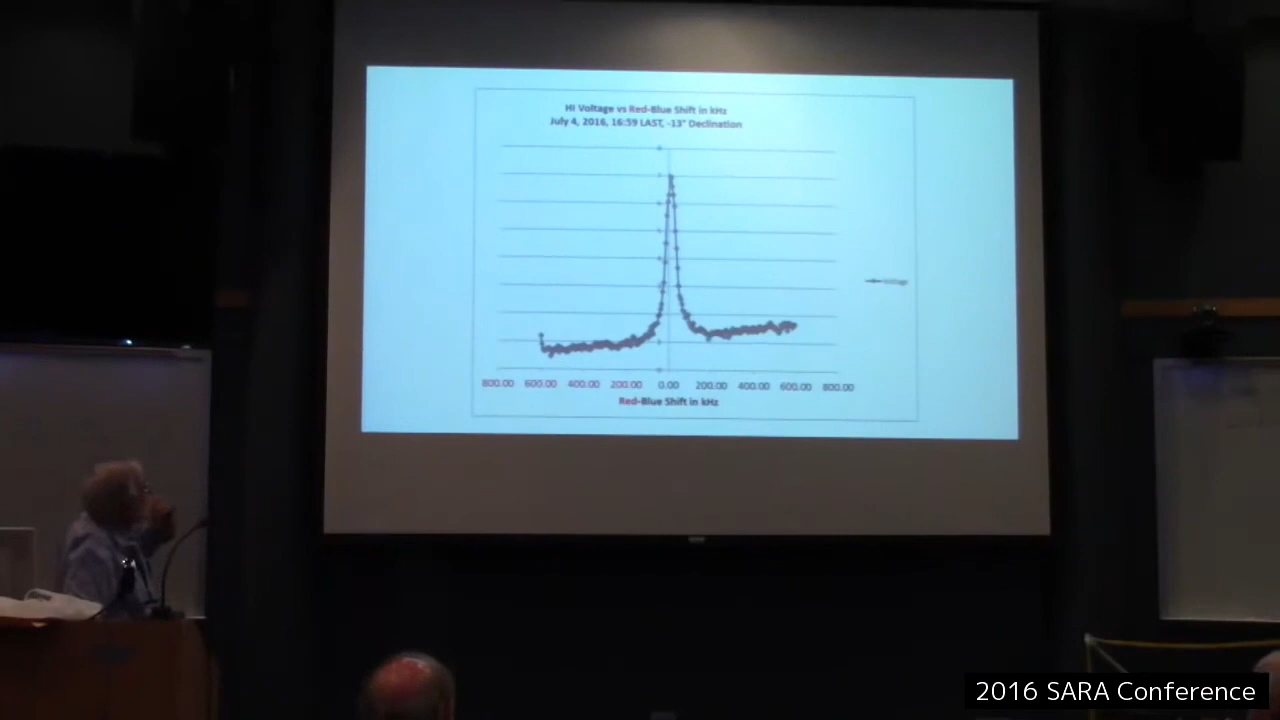 HI Voltage vs Red-Blue Shift in kHz
July 4, 2016, 16:59 LAST, -13° Declination
Voltage
800.00 600.00 400.00 200.00 0.00 200.00 400.00 600.00 800.00
Red-Blue Shift in kHz
2016 SARA Conference